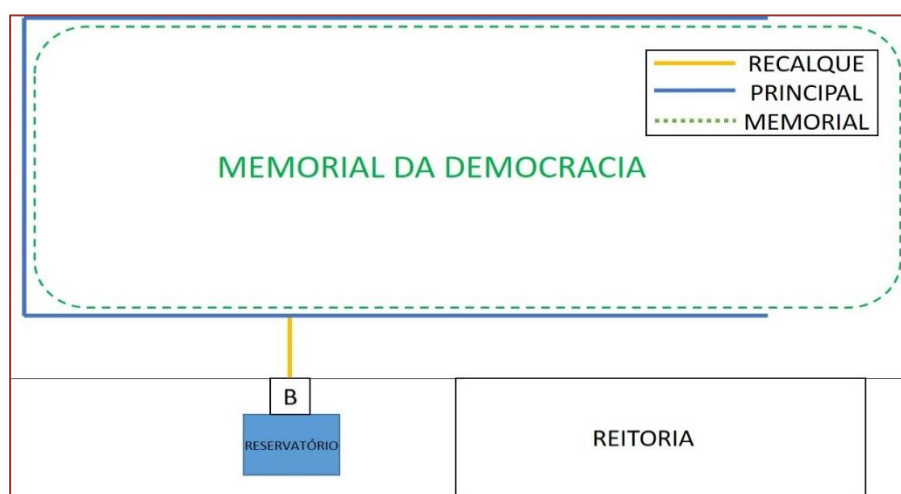 RECALQUE
PRINCIPAL
MEMORIAL
MEMORIAL DA DEMOCRACIA
B
RESERVATÓRIO
REITORIA